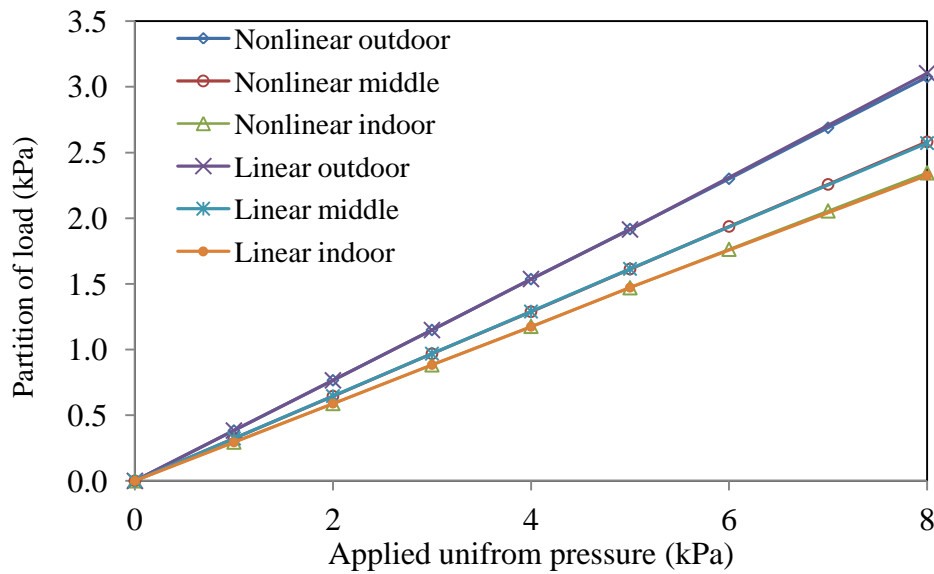 3.5
3.0
2.5
2.0
1.5
1.0
0.5
0.0
Partition of load (kPa)
Nonlinear outdoor
Nonlinear middle
Nonlinear indoor
Linear outdoor
Linear middle
Linear indoor
0 2 4 6 8
Applied unifrom pressure (kPa)